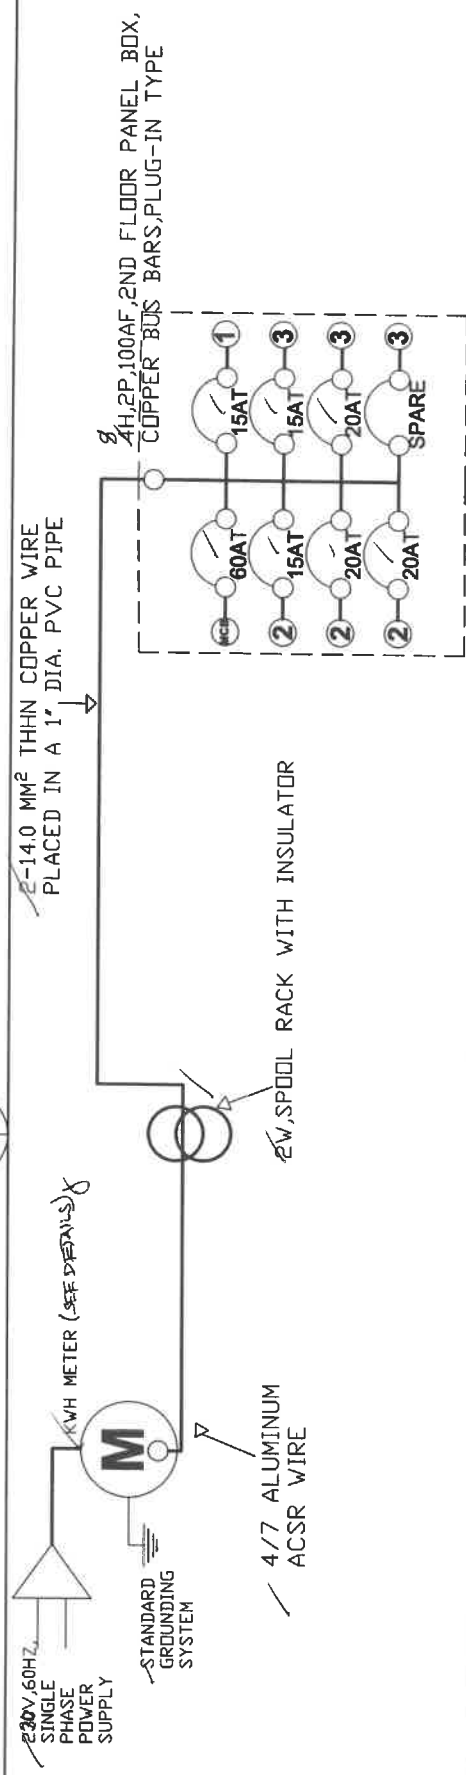 230V,60HZ,
SINGLE
PHASE
POWER
SUPPLY
KWH METER (SEE DETAILS)
M
STANDARD
GROUNDING
SYSTEM
4/7 ALUMINUM
ACSR WIRE
2W,SPOOL RACK WITH INSULATOR
2-14.0 MM² THHN COPPER WIRE
PLACED IN A 1" DIA. PVC PIPE
8
4H,2P,100AF,2ND FLOOR PANEL BOX,
COPPER BUS BARS,PLUG-IN TYPE
MCB 60AT 15AT 1
2 15AT 15AT 3
2 20AT 20AT 3
2 20AT SPARE 3